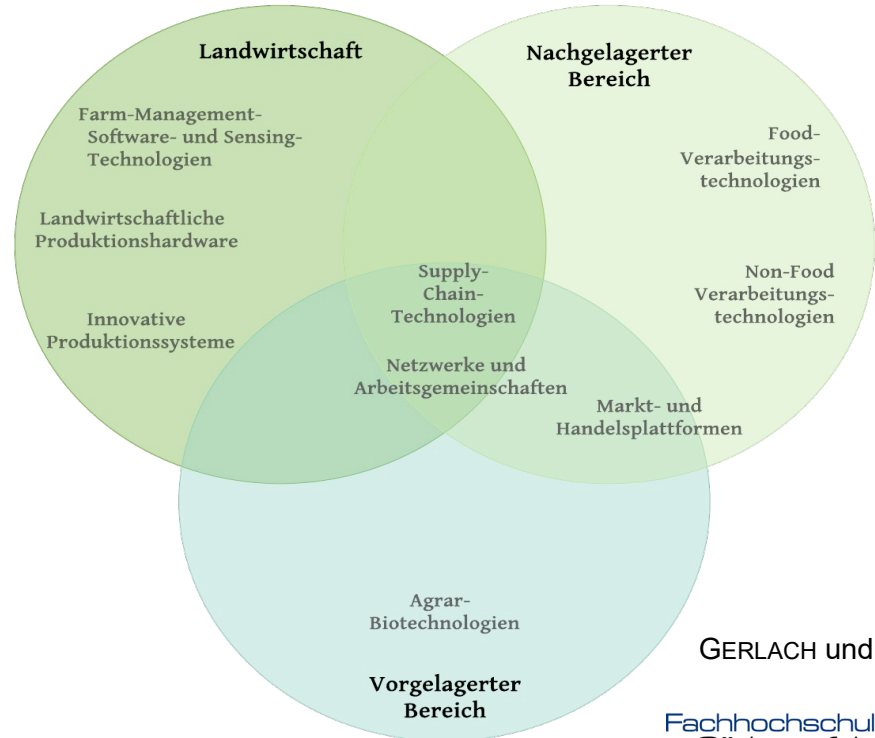 Landwirtschaft
Nachgelagerter
Bereich
Farm-Management-
Software- und Sensing-
Technologien
Food-
Verarbeitungs-
technologien
Landwirtschaftliche
Produktionshardware
Supply-
Chain-
Technologien
Non-Food
Verarbeitungs-
technologien
Innovative
Produktionssysteme
Netzwerke und
Arbeitsgemeinschaften
Markt- und
Handelsplattformen
Agrar-
Biotechnologien
Vorgelagerter
Bereich
GERLACH und
Fachhochschul